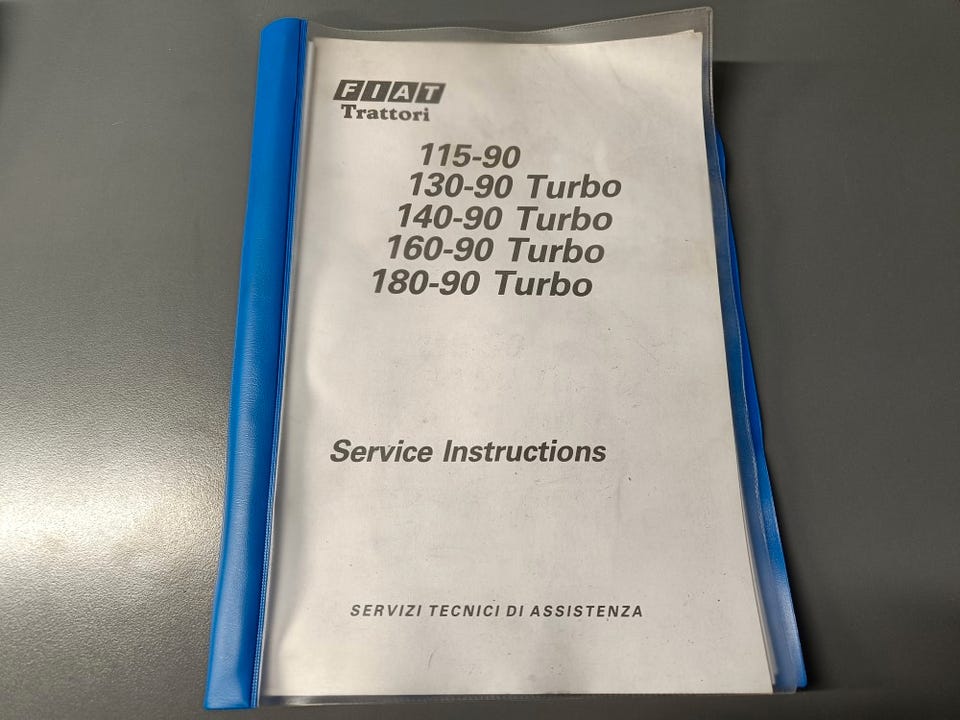 FIAT
Trattori
115-90
130-90 Turbo
140-90 Turbo
160-90 Turbo
180-90 Turbo
Service Instructions
SERVIZI TECNICI DI ASSISTENZA